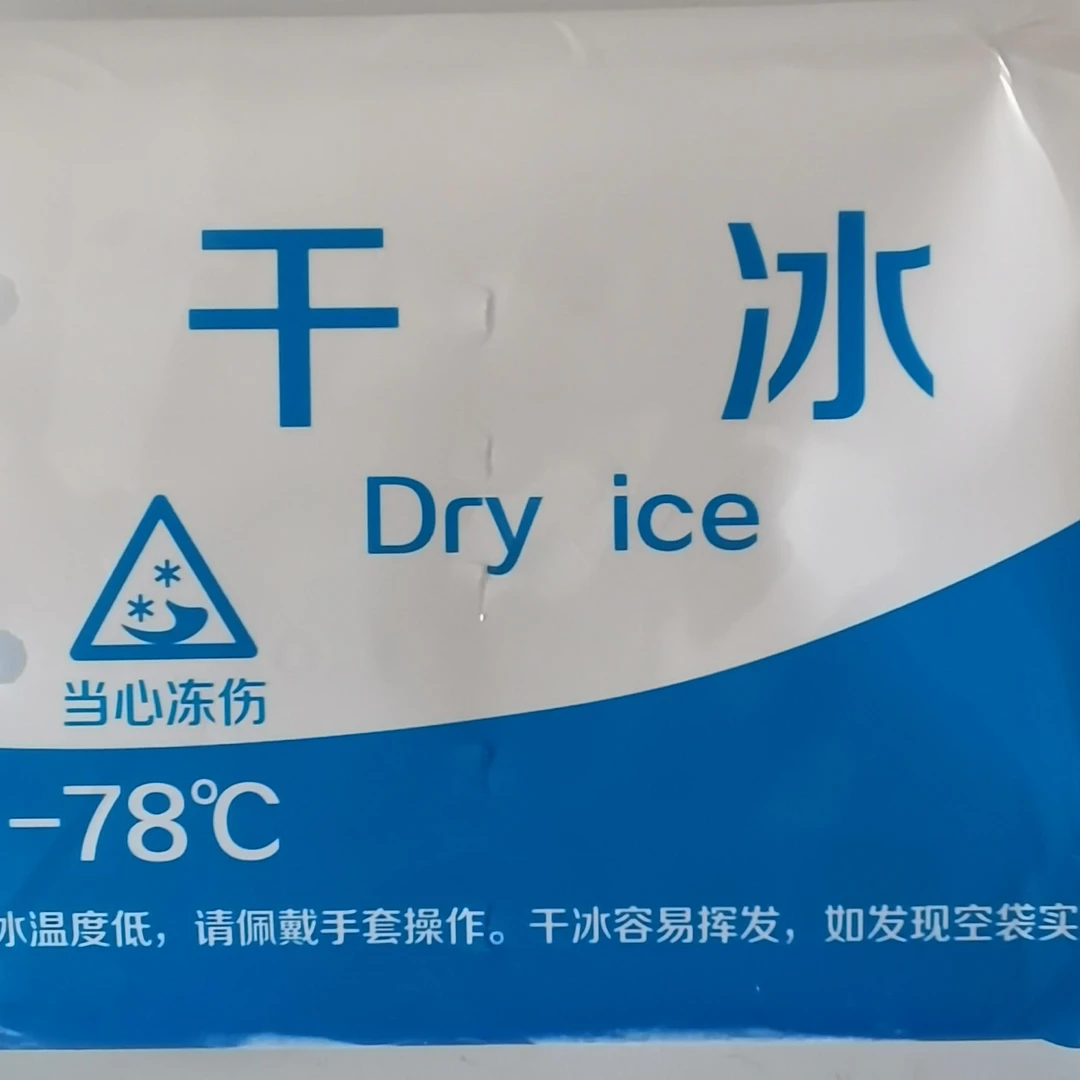 干 冰
Dry ice
当心冻伤
-78℃
冰温度低，请佩戴手套操作。干冰容易挥发，如发现空袋实